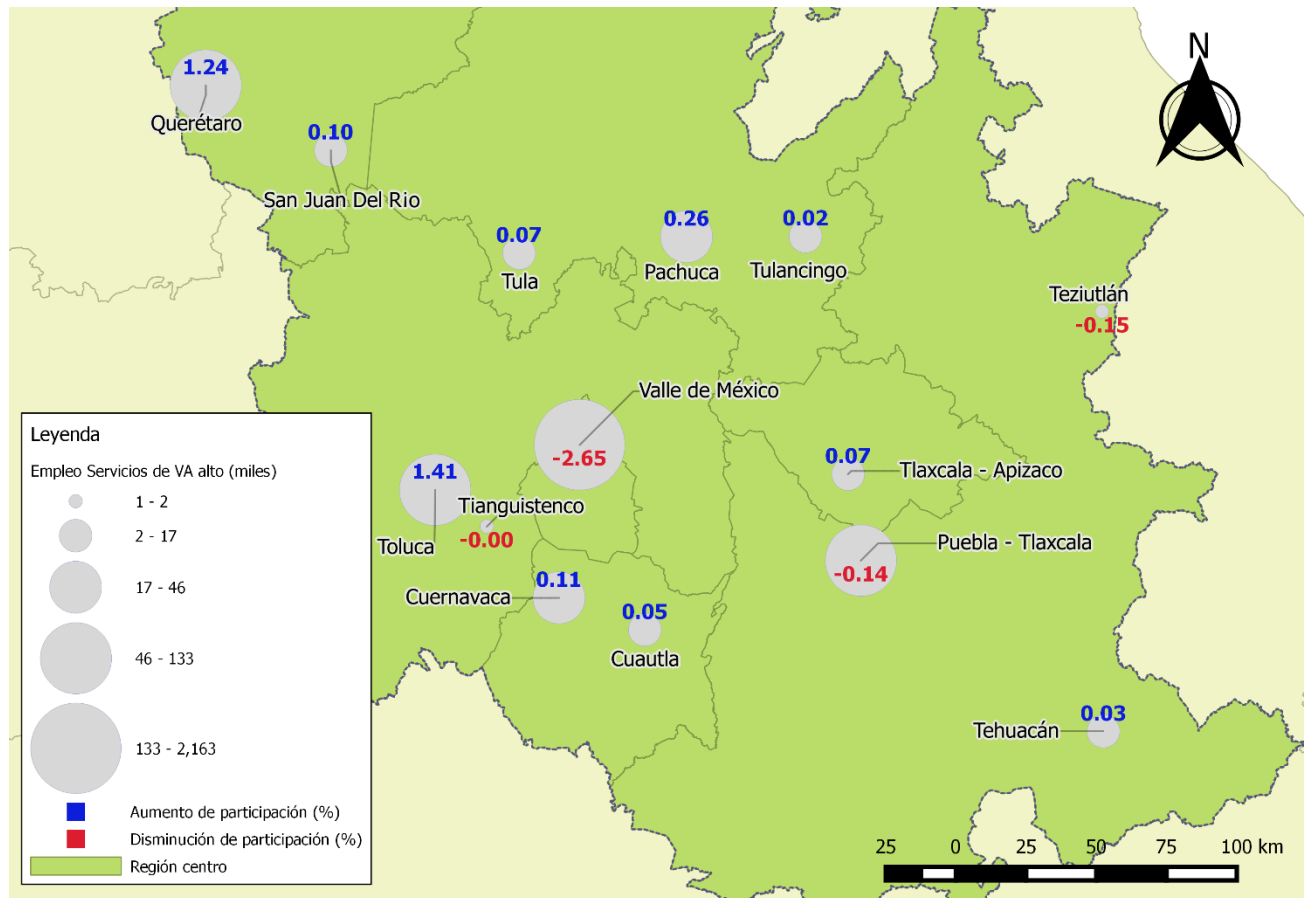 N
1.24
Querétaro
0.10
San Juan Del Rio
0.07
Tula
0.26
Pachuca
0.02
Tulancingo
Teziutlán
-0.15
Valle de México
-2.65
1.41
Toluca
Tianguistenco
-0.00
0.07
Tlaxcala - Apizaco
Puebla - Tlaxcala
-0.14
0.11
Cuernavaca
0.05
Cuautla
0.03
Tehuacán
Leyenda
Empleo Servicios de VA alto (miles)
1 - 2
2 - 17
17 - 46
46 - 133
133 - 2,163
Aumento de participación (%)
Disminución de participación (%)
Región centro
25 0 25 50 75 100 km